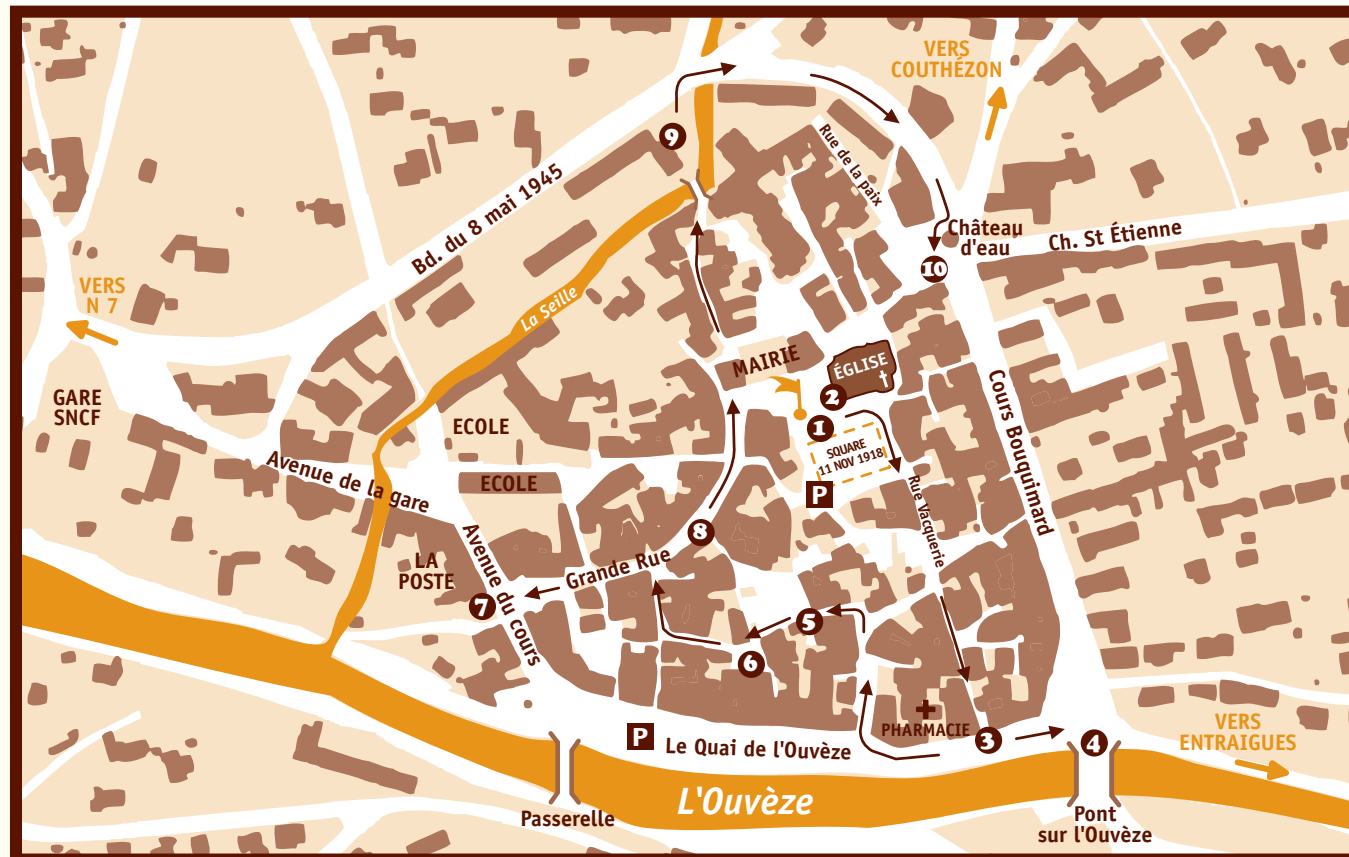 VERS
COUTHÉZON
9
Rue de la paix
Bd. du 8 mai 1945
Château
d'eau
Ch. St Étienne
10
VERS
N 7
La Seille
MAIRIE
ÉGLISE
2
GARE
SNCF
ECOLE
1
SQUARE
11 NOV 1918
Cours Bouquimard
Avenue de la gare
ECOLE
P
Rue Vacquerie
8
LA
POSTE
Avenue du cours
Grande Rue
7
5
6
PHARMACIE
3
4
VERS
ENTRAIGUES
P
Le Quai de l'Ouvèze
L'Ouvèze
Passerelle
Pont
sur l'Ouvèze